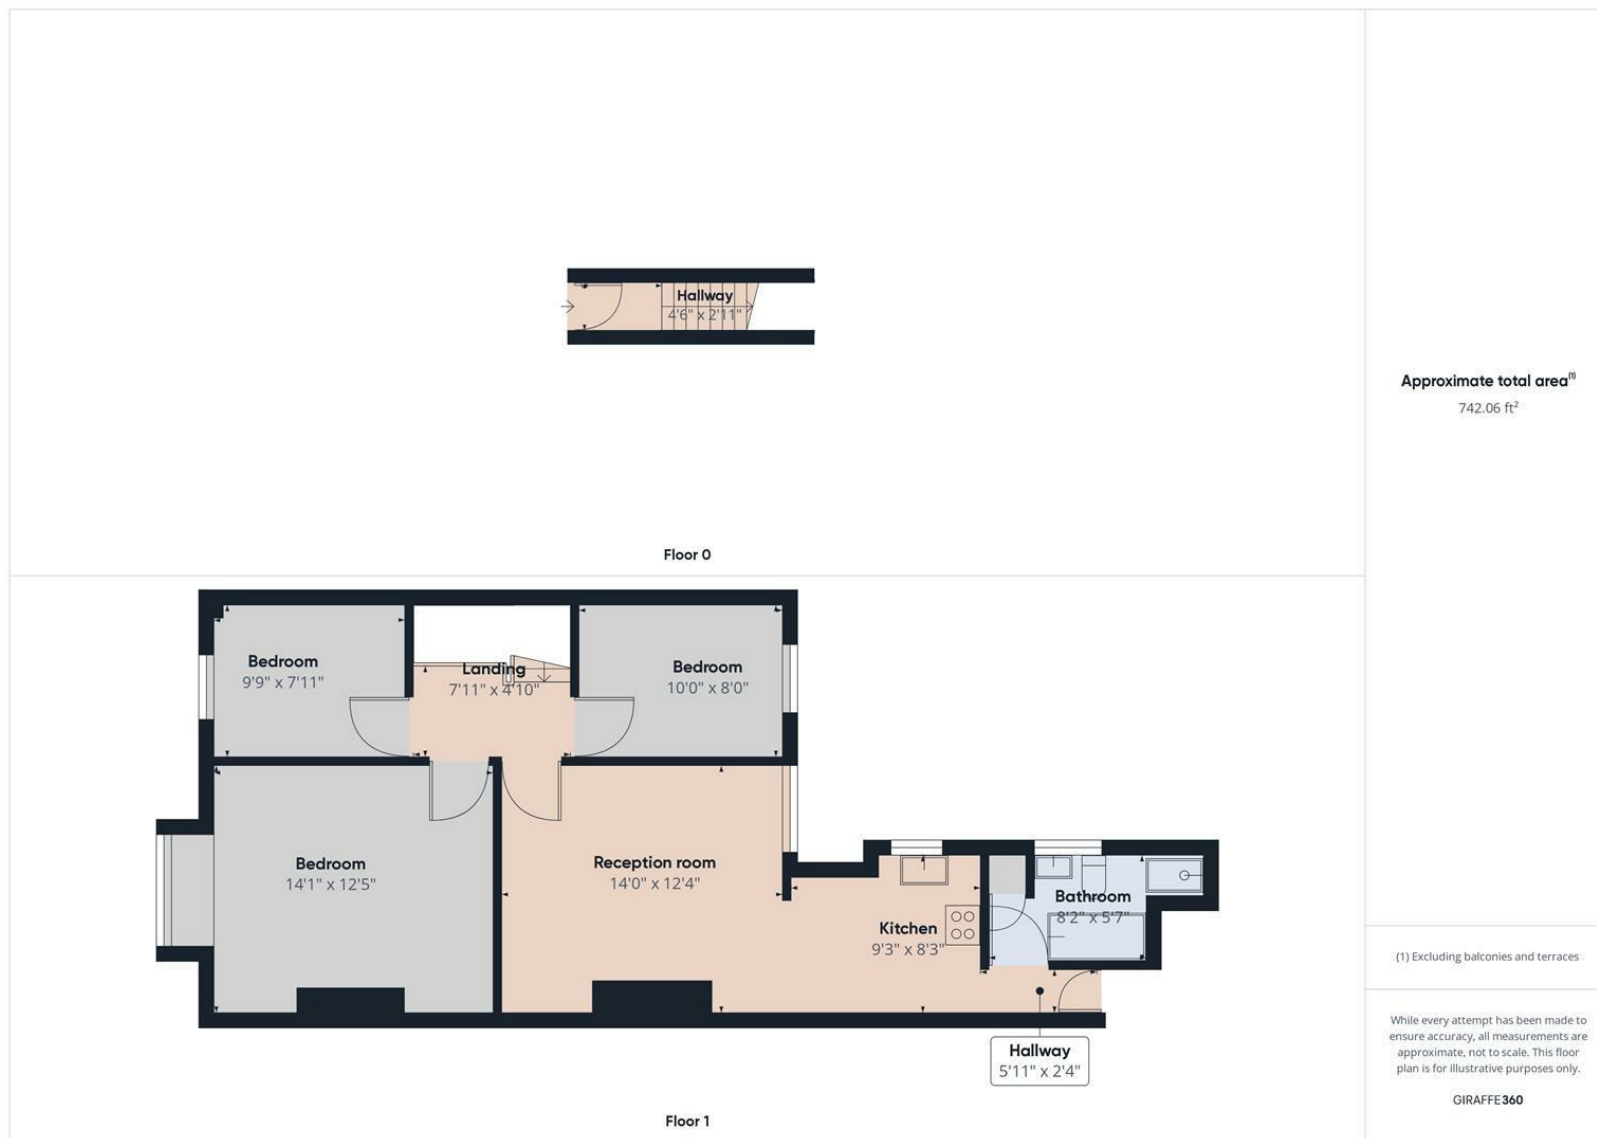 Hallway
4'6" x 2'11"
Floor 0
Approximate total area⁽¹⁾
742.06 ft²
Bedroom
9'9" x 7'11"
Landing
7'11" x 4'10"
Bedroom
10'0" x 8'0"
Bedroom
14'1" x 12'5"
Reception room
14'0" x 12'4"
Kitchen
9'3" x 8'3"
Bathroom
8'2" x 5'7"
Hallway
5'11" x 2'4"
Floor 1
(1) Excluding balconies and terraces
While every attempt has been made to
ensure accuracy, all measurements are
approximate, not to scale. This floor
plan is for illustrative purposes only.
GIRAFFE360